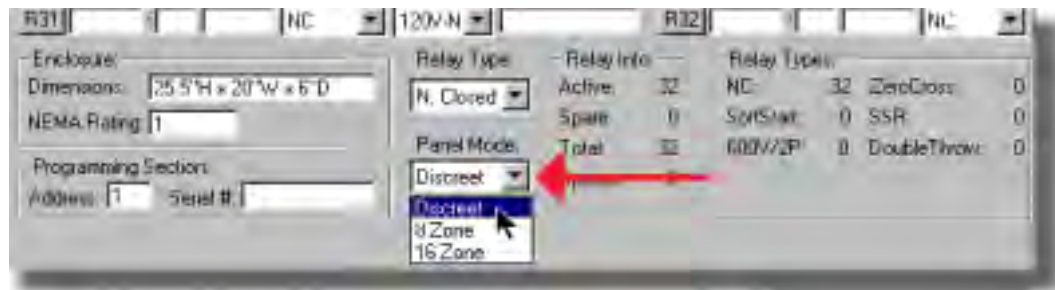 R31 NC 120V-N R32 NC
Enclosure: Relay Type: Relay Info Relay Types:
Dimensions: 25.5"H x 20"W x 6"D N. Closed Active: 32 NC: 32 ZeroCross: 0
NEMA Rating: 1 Spare 0 SoftStart: 0 SSR: 0
Panel Mode: Total 32 600V/2P: 0 DoubleThrow: 0
Programming Section: Discreet
Address: 1 Serial #: Discreet
8 Zone
16 Zone